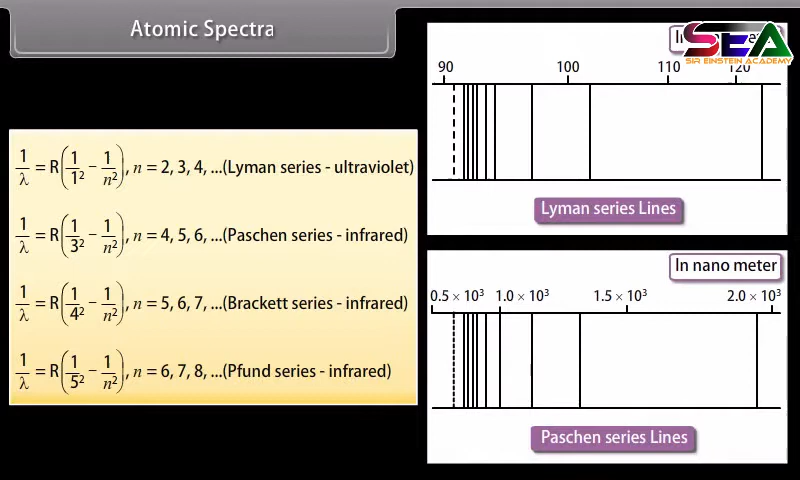 Atomic Spectra
SEA
SIR EINSTEIN ACADEMY
90 100 110 120
1/λ = R(1/1² − 1/n²), n = 2, 3, 4, ...(Lyman series - ultraviolet)
1/λ = R(1/3² − 1/n²), n = 4, 5, 6, ...(Paschen series - infrared)
1/λ = R(1/4² − 1/n²), n = 5, 6, 7, ...(Brackett series - infrared)
1/λ = R(1/5² − 1/n²), n = 6, 7, 8, ...(Pfund series - infrared)
Lyman series Lines
In nano meter
0.5 × 10³ 1.0 × 10³ 1.5 × 10³ 2.0 × 10³
Paschen series Lines